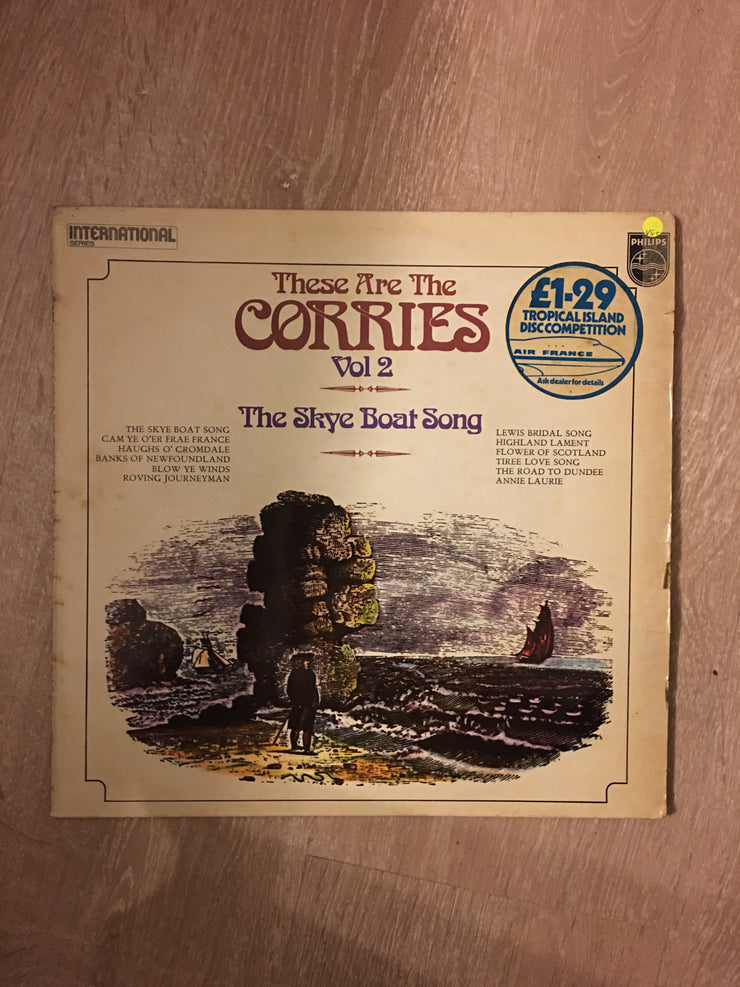 INTERNATIONAL
SERIES
VG+
PHILIPS
These Are The
CORRIES
Vol 2
The Skye Boat Song
£1-29
TROPICAL ISLAND
DISC COMPETITION
AIR FRANCE
Ask dealer for details
THE SKYE BOAT SONG
CAM YE O'ER FRAE FRANCE
HAUGHS O' CROMDALE
BANKS OF NEWFOUNDLAND
BLOW YE WINDS
ROVING JOURNEYMAN
LEWIS BRIDAL SONG
HIGHLAND LAMENT
FLOWER OF SCOTLAND
TIREE LOVE SONG
THE ROAD TO DUNDEE
ANNIE LAURIE